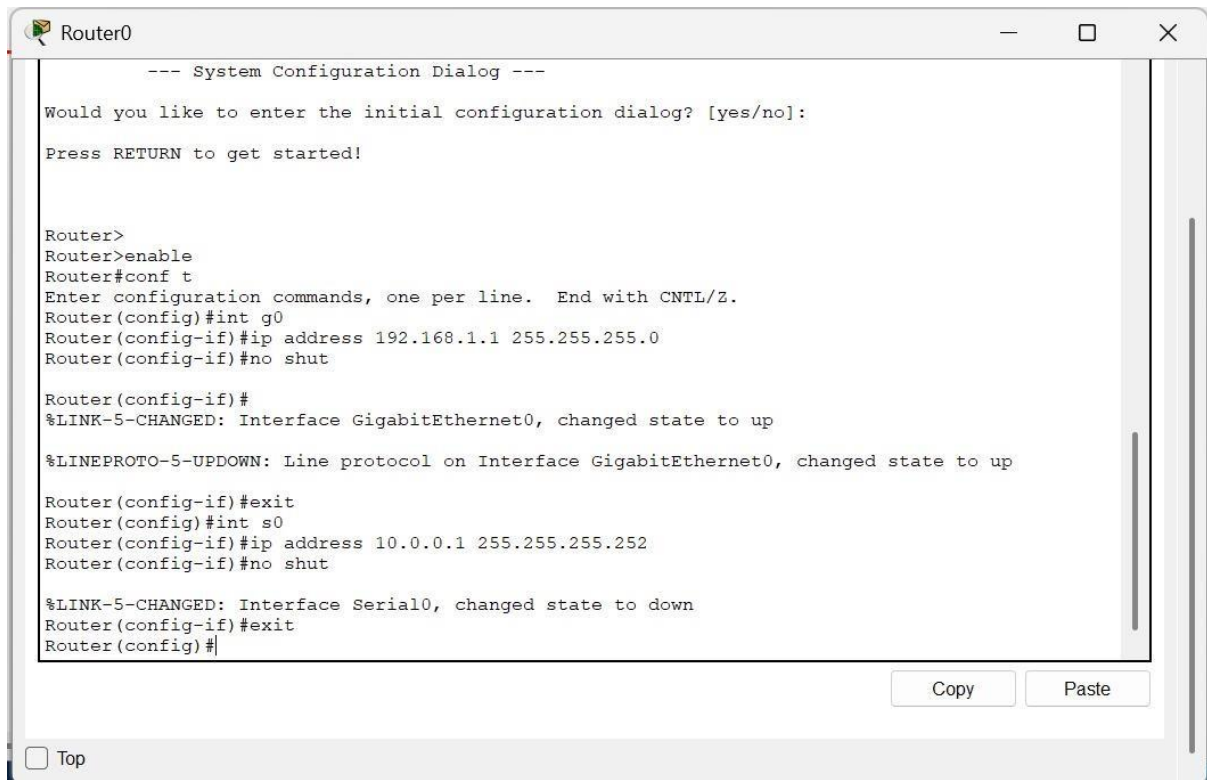 Router0
--- System Configuration Dialog ---
Would you like to enter the initial configuration dialog? [yes/no]:
Press RETURN to get started!
Router>
Router>enable
Router#conf t
Enter configuration commands, one per line.  End with CNTL/Z.
Router(config)#int g0
Router(config-if)#ip address 192.168.1.1 255.255.255.0
Router(config-if)#no shut
Router(config-if)#
%LINK-5-CHANGED: Interface GigabitEthernet0, changed state to up
%LINEPROTO-5-UPDOWN: Line protocol on Interface GigabitEthernet0, changed state to up
Router(config-if)#exit
Router(config)#int s0
Router(config-if)#ip address 10.0.0.1 255.255.255.252
Router(config-if)#no shut
%LINK-5-CHANGED: Interface Serial0, changed state to down
Router(config-if)#exit
Router(config)#
Copy Paste
Top